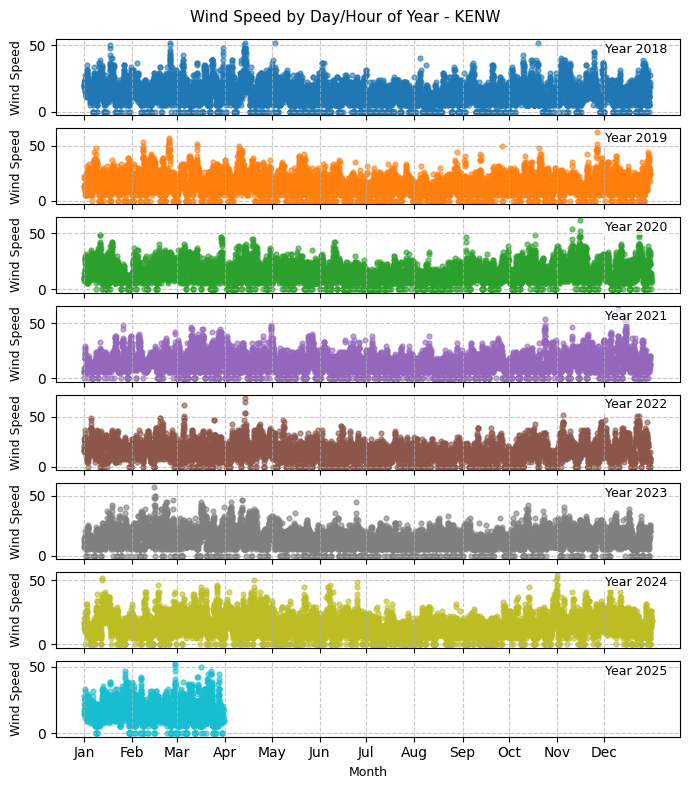 Wind Speed by Day/Hour of Year - KENW
Wind Speed
50
0
Year 2018
Wind Speed
50
0
Year 2019
Wind Speed
50
0
Year 2020
Wind Speed
50
0
Year 2021
Wind Speed
50
0
Year 2022
Wind Speed
50
0
Year 2023
Wind Speed
50
0
Year 2024
Wind Speed
50
0
Year 2025
Jan Feb Mar Apr May Jun Jul Aug Sep Oct Nov Dec
Month